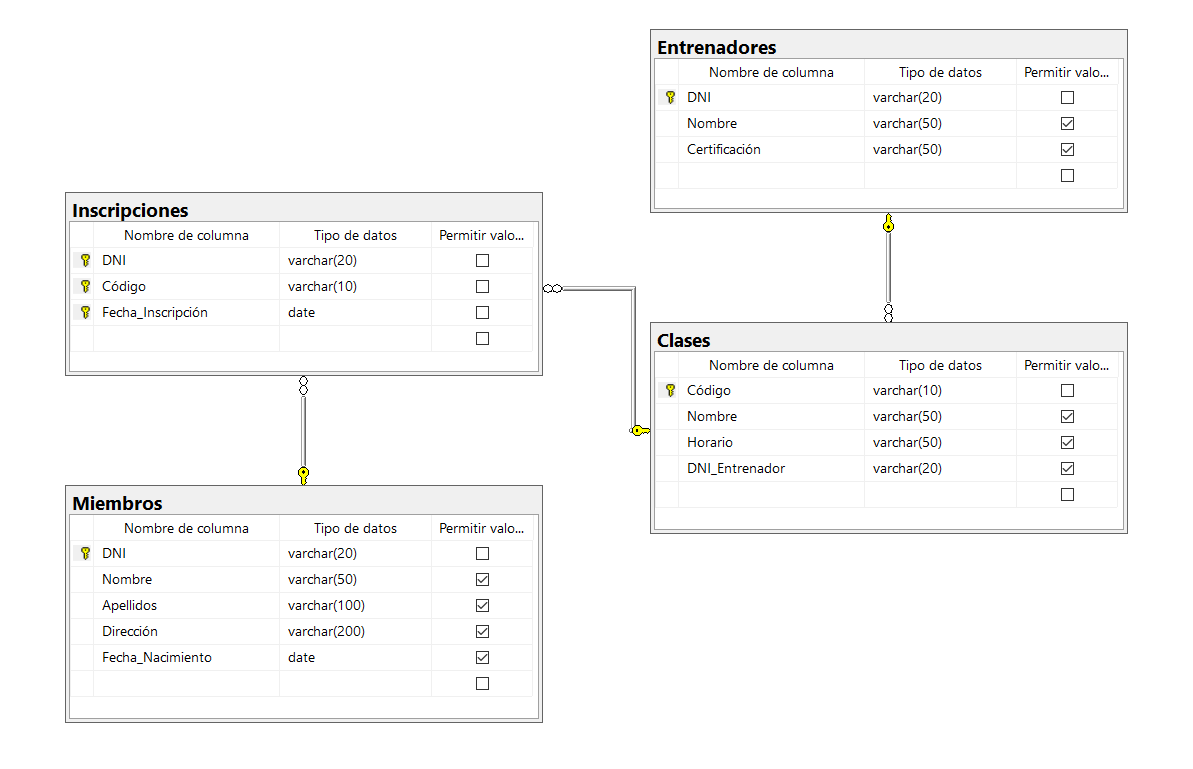 Entrenadores
Nombre de columna Tipo de datos Permitir valo...
DNI varchar(20)
Nombre varchar(50)
Certificación varchar(50)
Inscripciones
Nombre de columna Tipo de datos Permitir valo...
DNI varchar(20)
Código varchar(10)
Fecha_Inscripción date
Clases
Nombre de columna Tipo de datos Permitir valo...
Código varchar(10)
Nombre varchar(50)
Horario varchar(50)
DNI_Entrenador varchar(20)
Miembros
Nombre de columna Tipo de datos Permitir valo...
DNI varchar(20)
Nombre varchar(50)
Apellidos varchar(100)
Dirección varchar(200)
Fecha_Nacimiento date